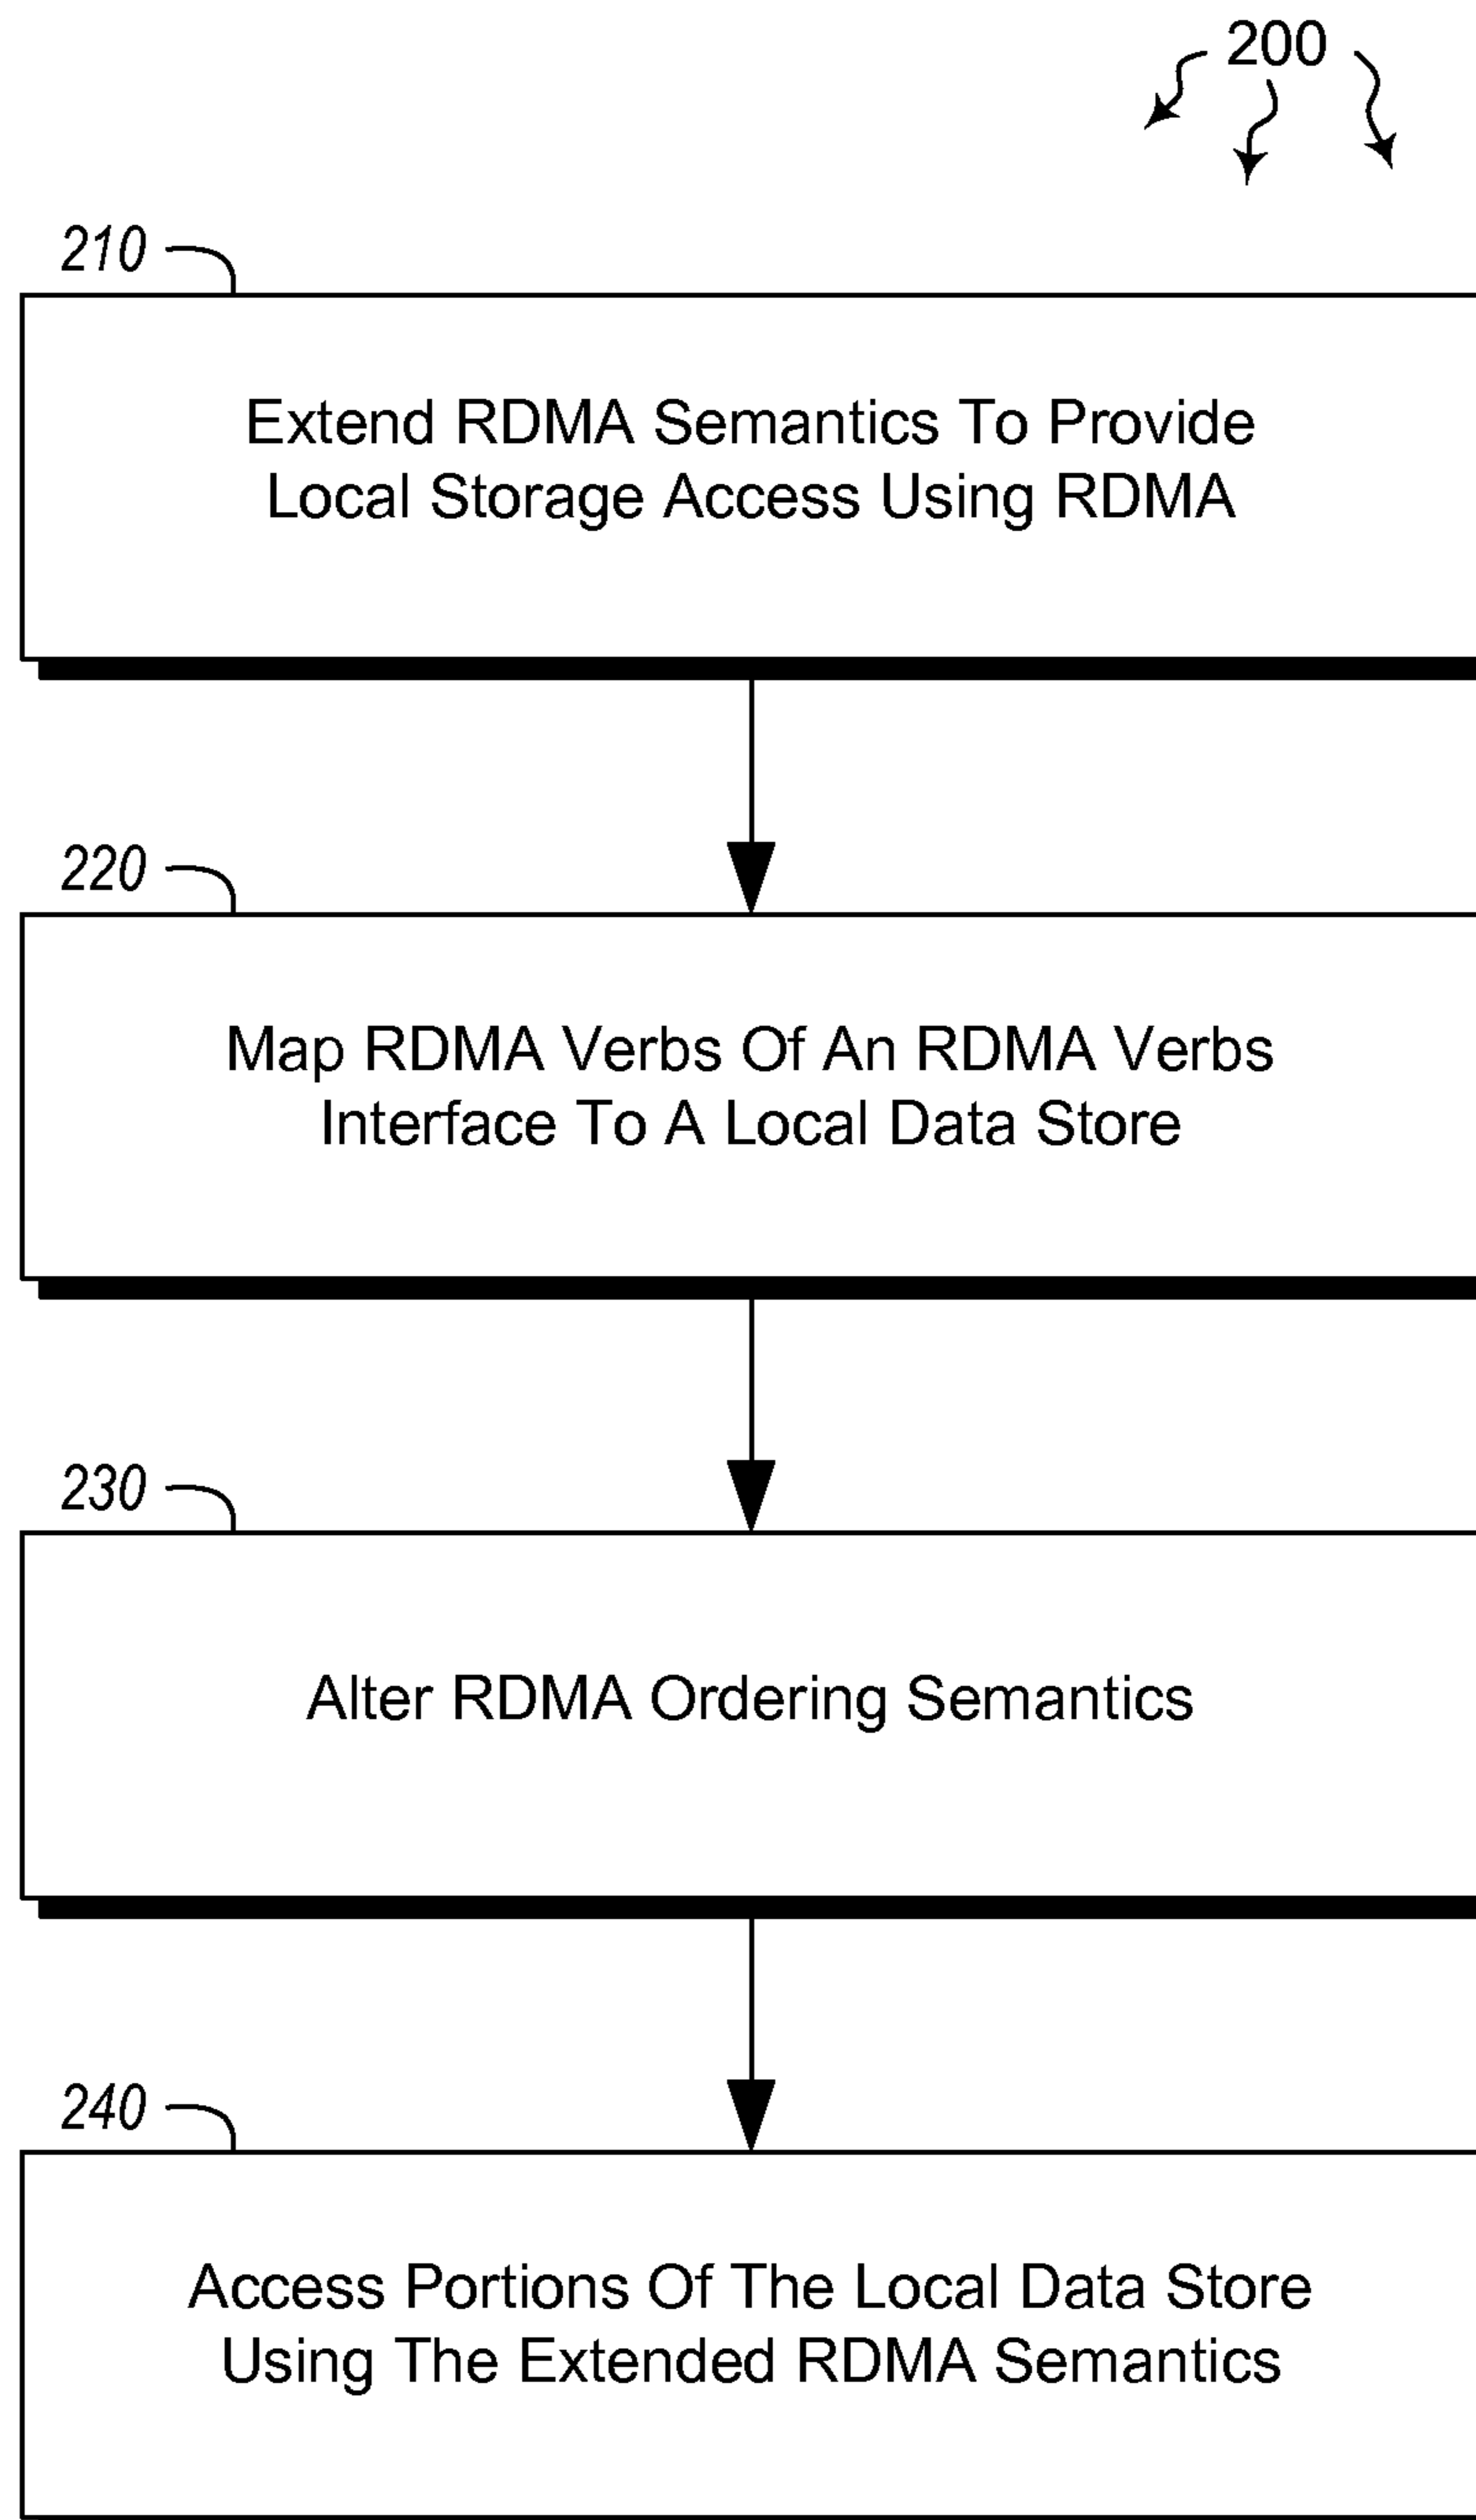 200
210
Extend RDMA Semantics To Provide
Local Storage Access Using RDMA
220
Map RDMA Verbs Of An RDMA Verbs
Interface To A Local Data Store
230
Alter RDMA Ordering Semantics
240
Access Portions Of The Local Data Store
Using The Extended RDMA Semantics